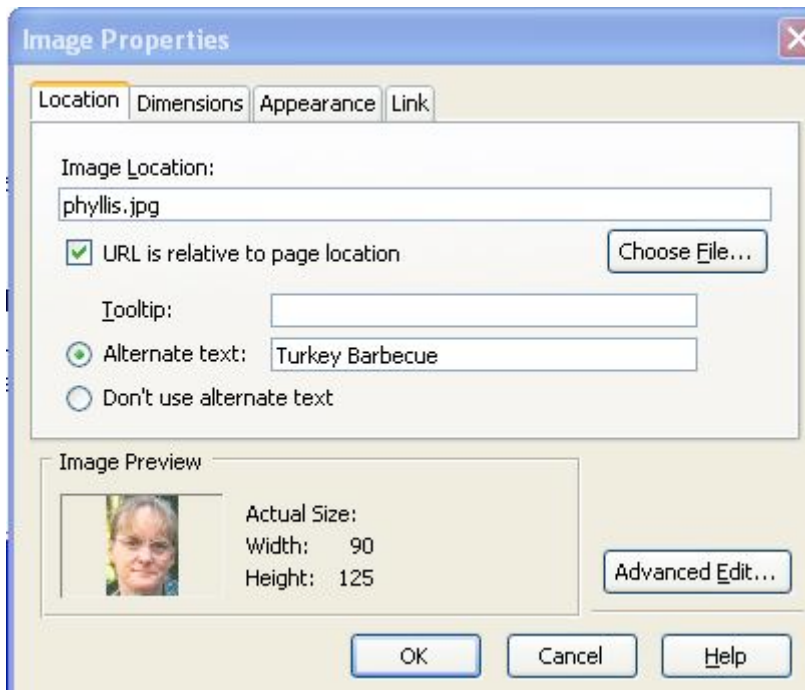 Image Properties
Location Dimensions Appearance Link
Image Location:
phyllis.jpg
URL is relative to page location
Choose File...
Tooltip:
Alternate text: Turkey Barbecue
Don't use alternate text
Image Preview
Actual Size:
Width: 90
Height: 125
Advanced Edit...
OK Cancel Help